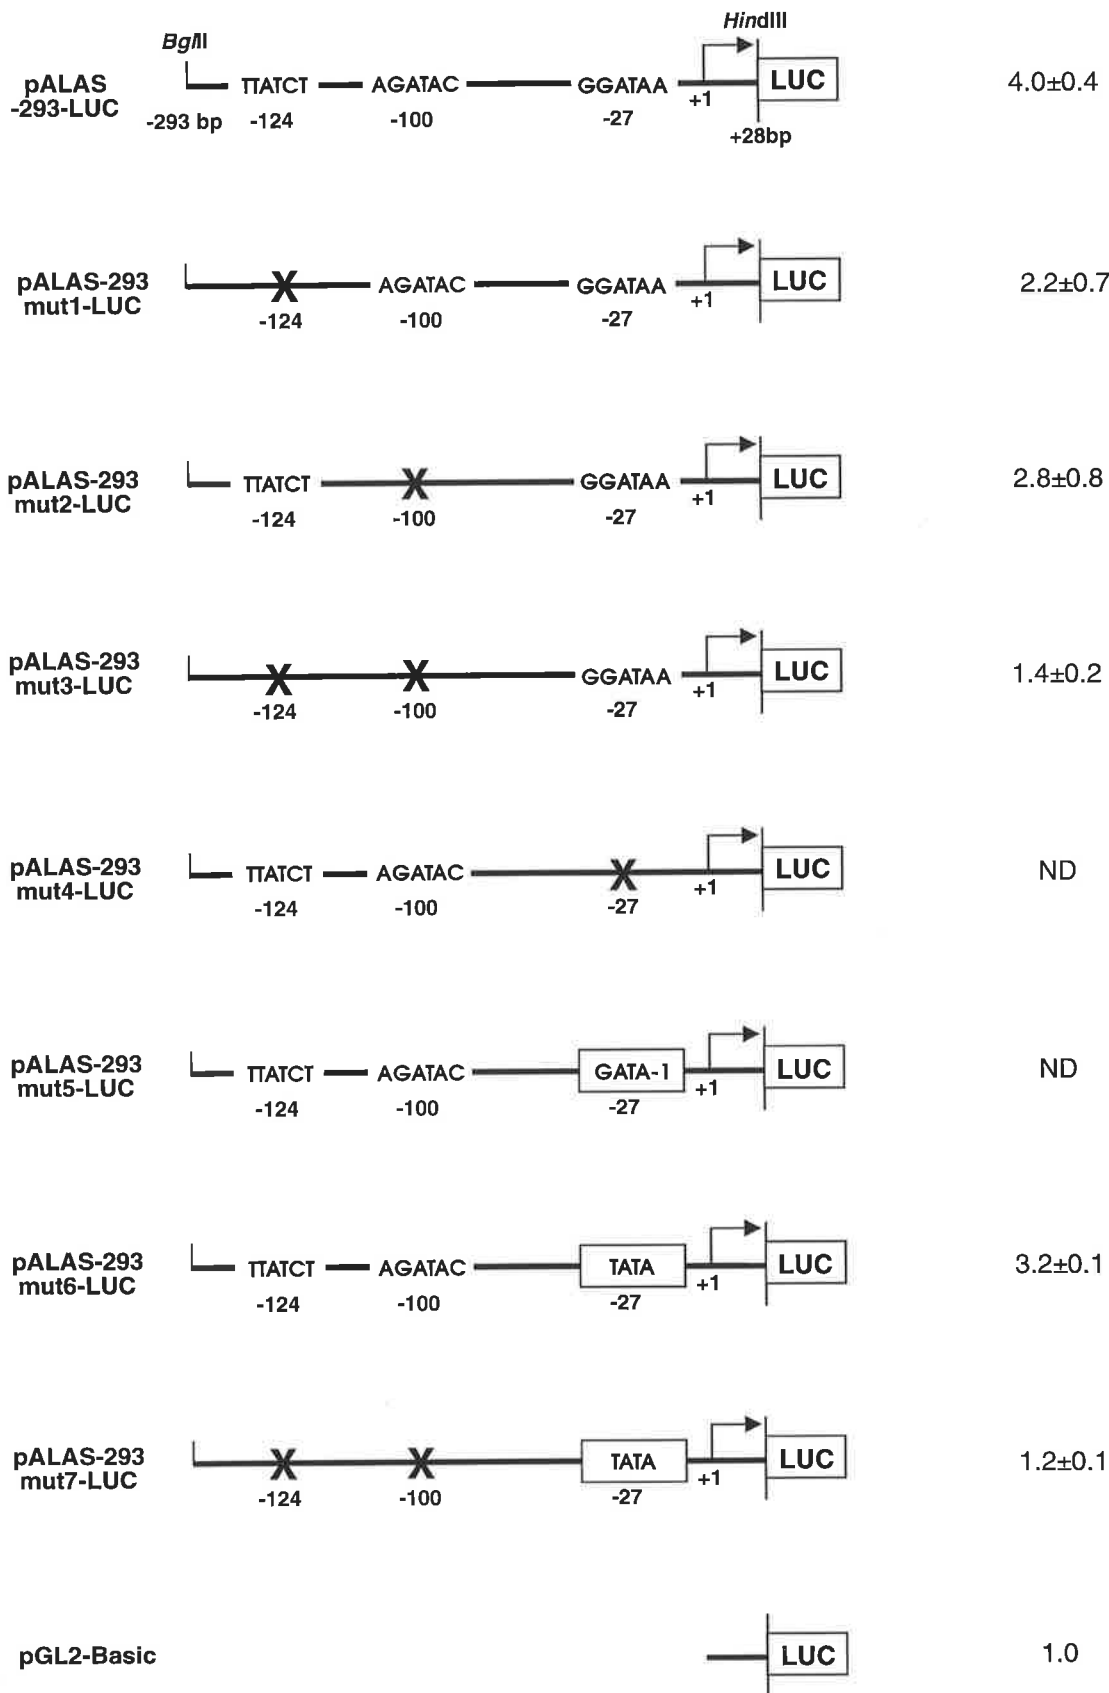 HindIII
BglII
pALAS
-293-LUC
TTATCT AGATAC GGATAA +1 LUC 4.0±0.4
-293 bp -124 -100 -27 +28bp
pALAS-293
mut1-LUC
AGATAC GGATAA +1 LUC 2.2±0.7
X
-124 -100 -27
pALAS-293
mut2-LUC
TTATCT X GGATAA +1 LUC 2.8±0.8
-124 -100 -27
pALAS-293
mut3-LUC
X X GGATAA +1 LUC 1.4±0.2
-124 -100 -27
pALAS-293
mut4-LUC
TTATCT AGATAC X +1 LUC ND
-124 -100 -27
pALAS-293
mut5-LUC
TTATCT AGATAC GATA-1 +1 LUC ND
-124 -100 -27
pALAS-293
mut6-LUC
TTATCT AGATAC TATA +1 LUC 3.2±0.1
-124 -100 -27
pALAS-293
mut7-LUC
X X TATA +1 LUC 1.2±0.1
-124 -100 -27
pGL2-Basic LUC 1.0